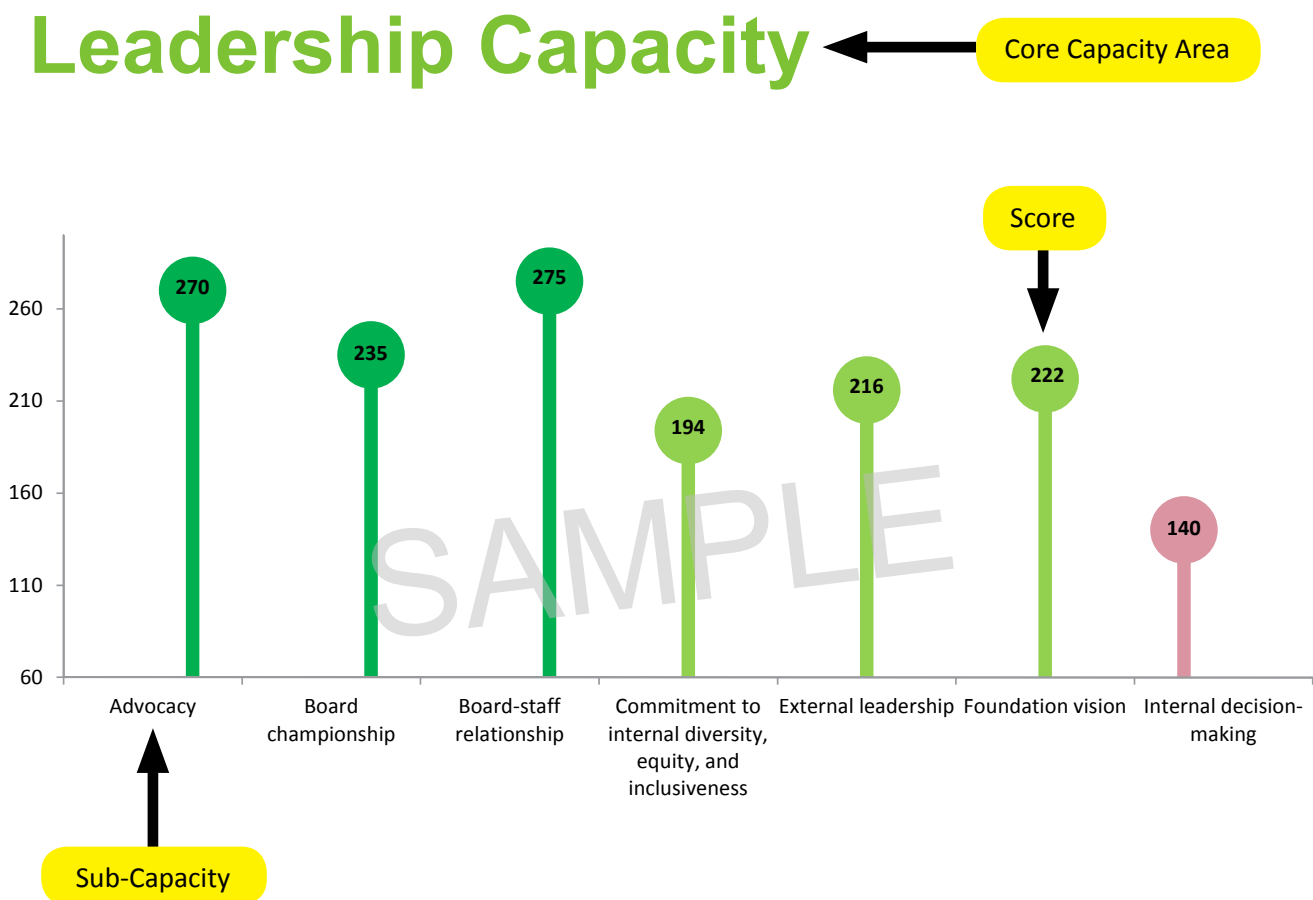 Leadership Capacity
Core Capacity Area
Score
270
235
275
194
216
222
140
260
210
160
110
60
SAMPLE
Advocacy
Board
championship
Board-staff
relationship
Commitment to
internal diversity,
equity, and
inclusiveness
External leadership
Foundation vision
Internal decision-
making
Sub-Capacity